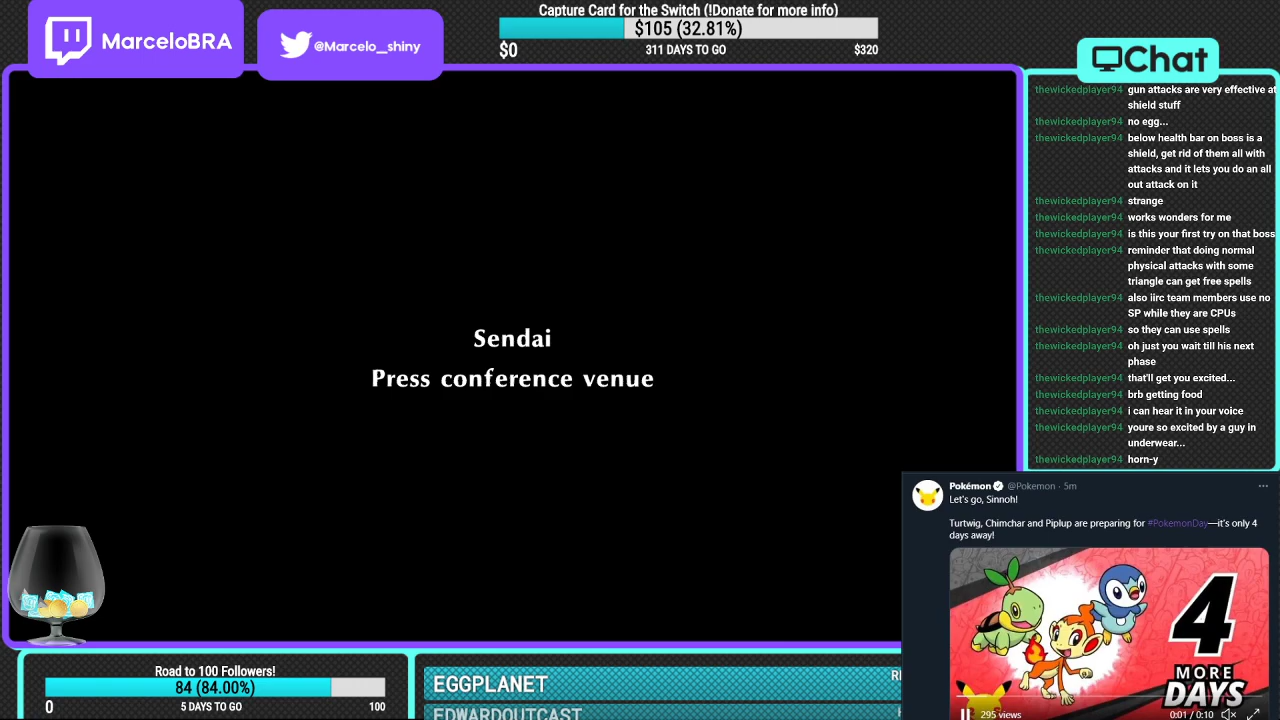 MarceloBRA
@Marcelo_shiny
Capture Card for the Switch (!Donate for more info)
$105 (32.81%)
$0
311 DAYS TO GO
$320
Chat
thewickedplayer94 gun attacks are very effective at
shield stuff
thewickedplayer94 no egg...
thewickedplayer94 below health bar on boss is a
shield, get rid of them all with
attacks and it lets you do an all
out attack on it
thewickedplayer94 strange
thewickedplayer94 works wonders for me
thewickedplayer94 is this your first try on that boss
thewickedplayer94 reminder that doing normal
physical attacks with some
triangle can get free spells
thewickedplayer94 also iirc team members use no
SP while they are CPUs
thewickedplayer94 so they can use spells
thewickedplayer94 oh just you wait till his next
phase
thewickedplayer94 that'll get you excited...
thewickedplayer94 brb getting food
thewickedplayer94 i can hear it in your voice
thewickedplayer94 youre so excited by a guy in
underwear...
thewickedplayer94 horn-y
Sendai
Press conference venue
Pokémon @Pokemon · 5m
Let's go, Sinnoh!
Turtwig, Chimchar and Piplup are preparing for #PokemonDay—it's only 4
days away!
4
MORE
DAYS
295 views
0:01 / 0:10
Road to 100 Followers!
84 (84.00%)
0
5 DAYS TO GO
100
EGGPLANET
EDWARDOUTCAST